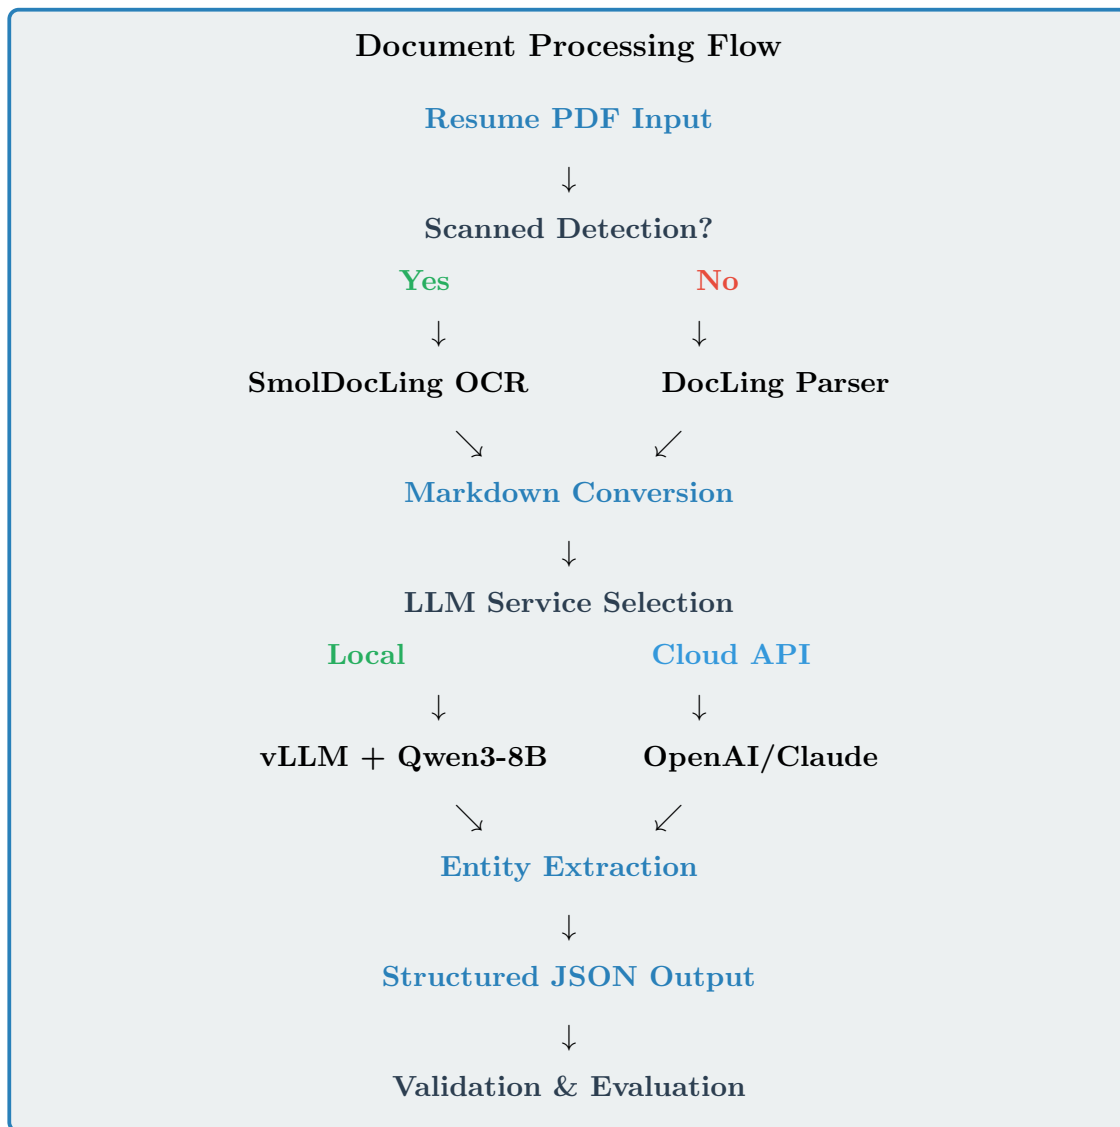 Document Processing Flow
Resume PDF Input
↓
Scanned Detection?
Yes No
↓ ↓
SmolDocLing OCR DocLing Parser
↘ ↙
Markdown Conversion
↓
LLM Service Selection
Local Cloud API
↓ ↓
vLLM + Qwen3-8B OpenAI/Claude
↘ ↙
Entity Extraction
↓
Structured JSON Output
↓
Validation & Evaluation